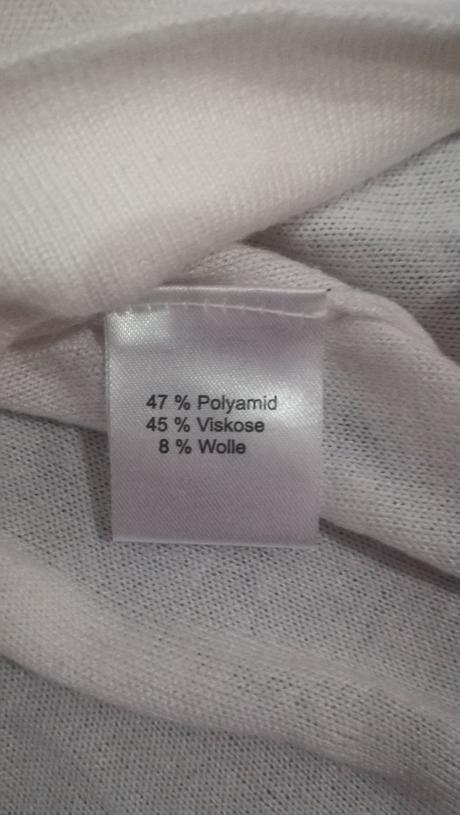 47 % Polyamid
45 % Viskose
8 % Wolle